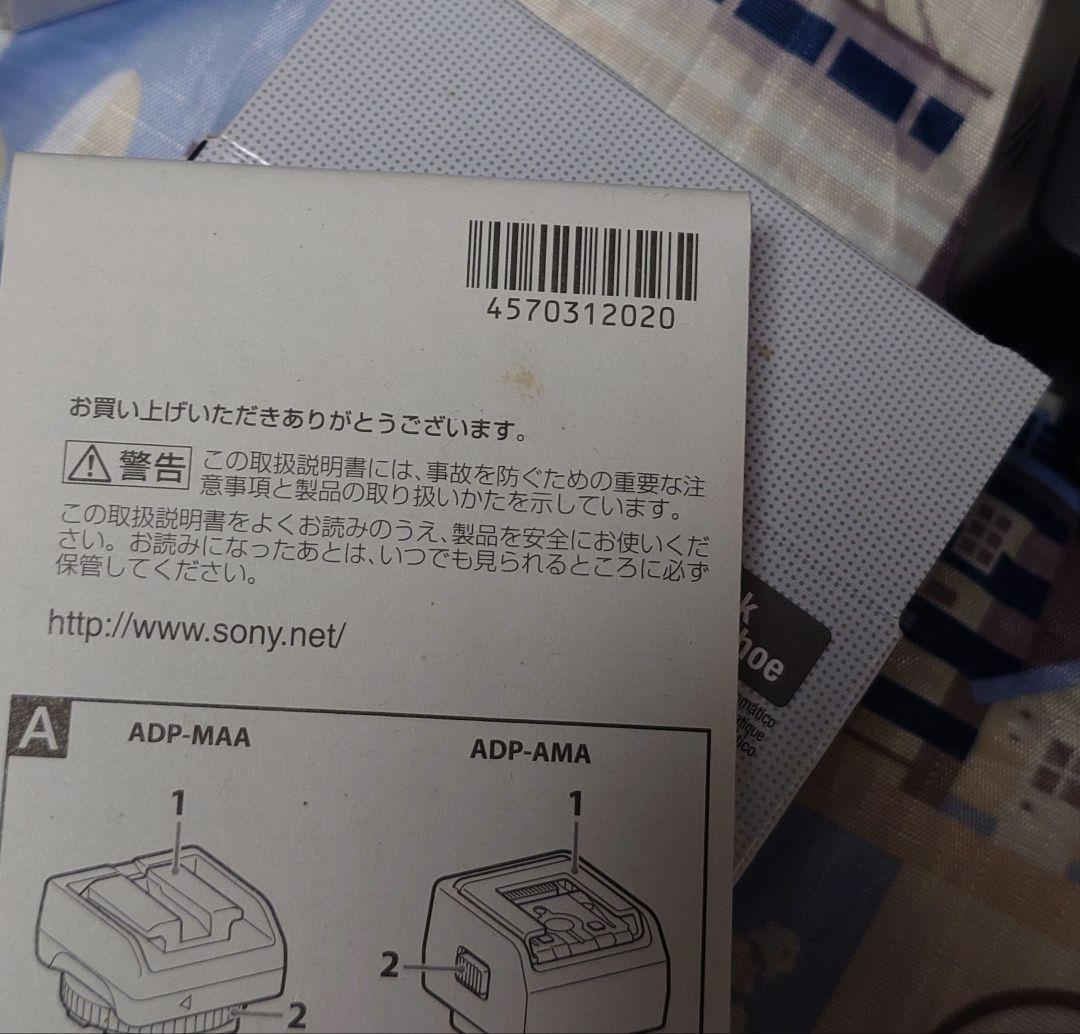 4570312020
お買い上げいただきありがとうございます。
警告
この取扱説明書には、事故を防ぐための重要な注
意事項と製品の取り扱いかたを示しています。
この取扱説明書をよくお読みのうえ、製品を安全にお使いくだ
さい。お読みになったあとは、いつでも見られるところに必ず
保管してください。
http://www.sony.net/
k
hoe
mático
atique
tico
A
ADP-MAA
ADP-AMA
1
1
2
2